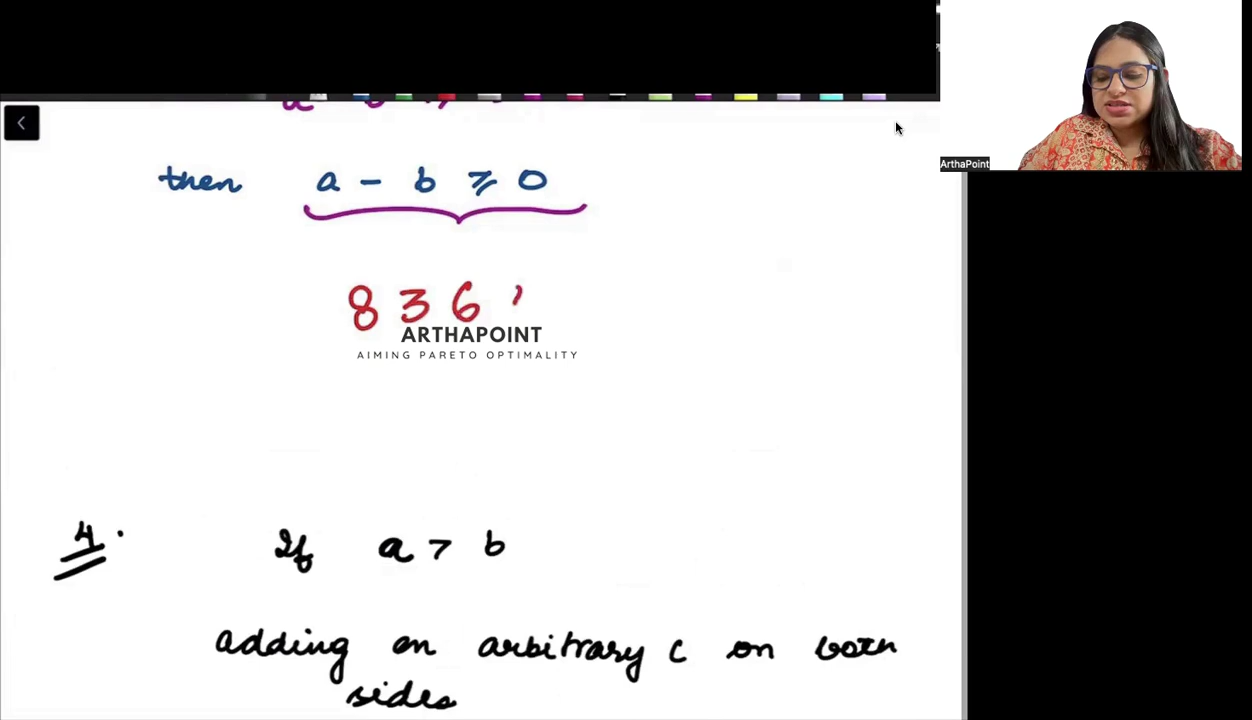 then a - b ⩾ 0
8 3 6
ARTHAPOINT
AIMING PARETO OPTIMALITY
4. If a > b
adding an arbitrary c on both
sides
ArthaPoint